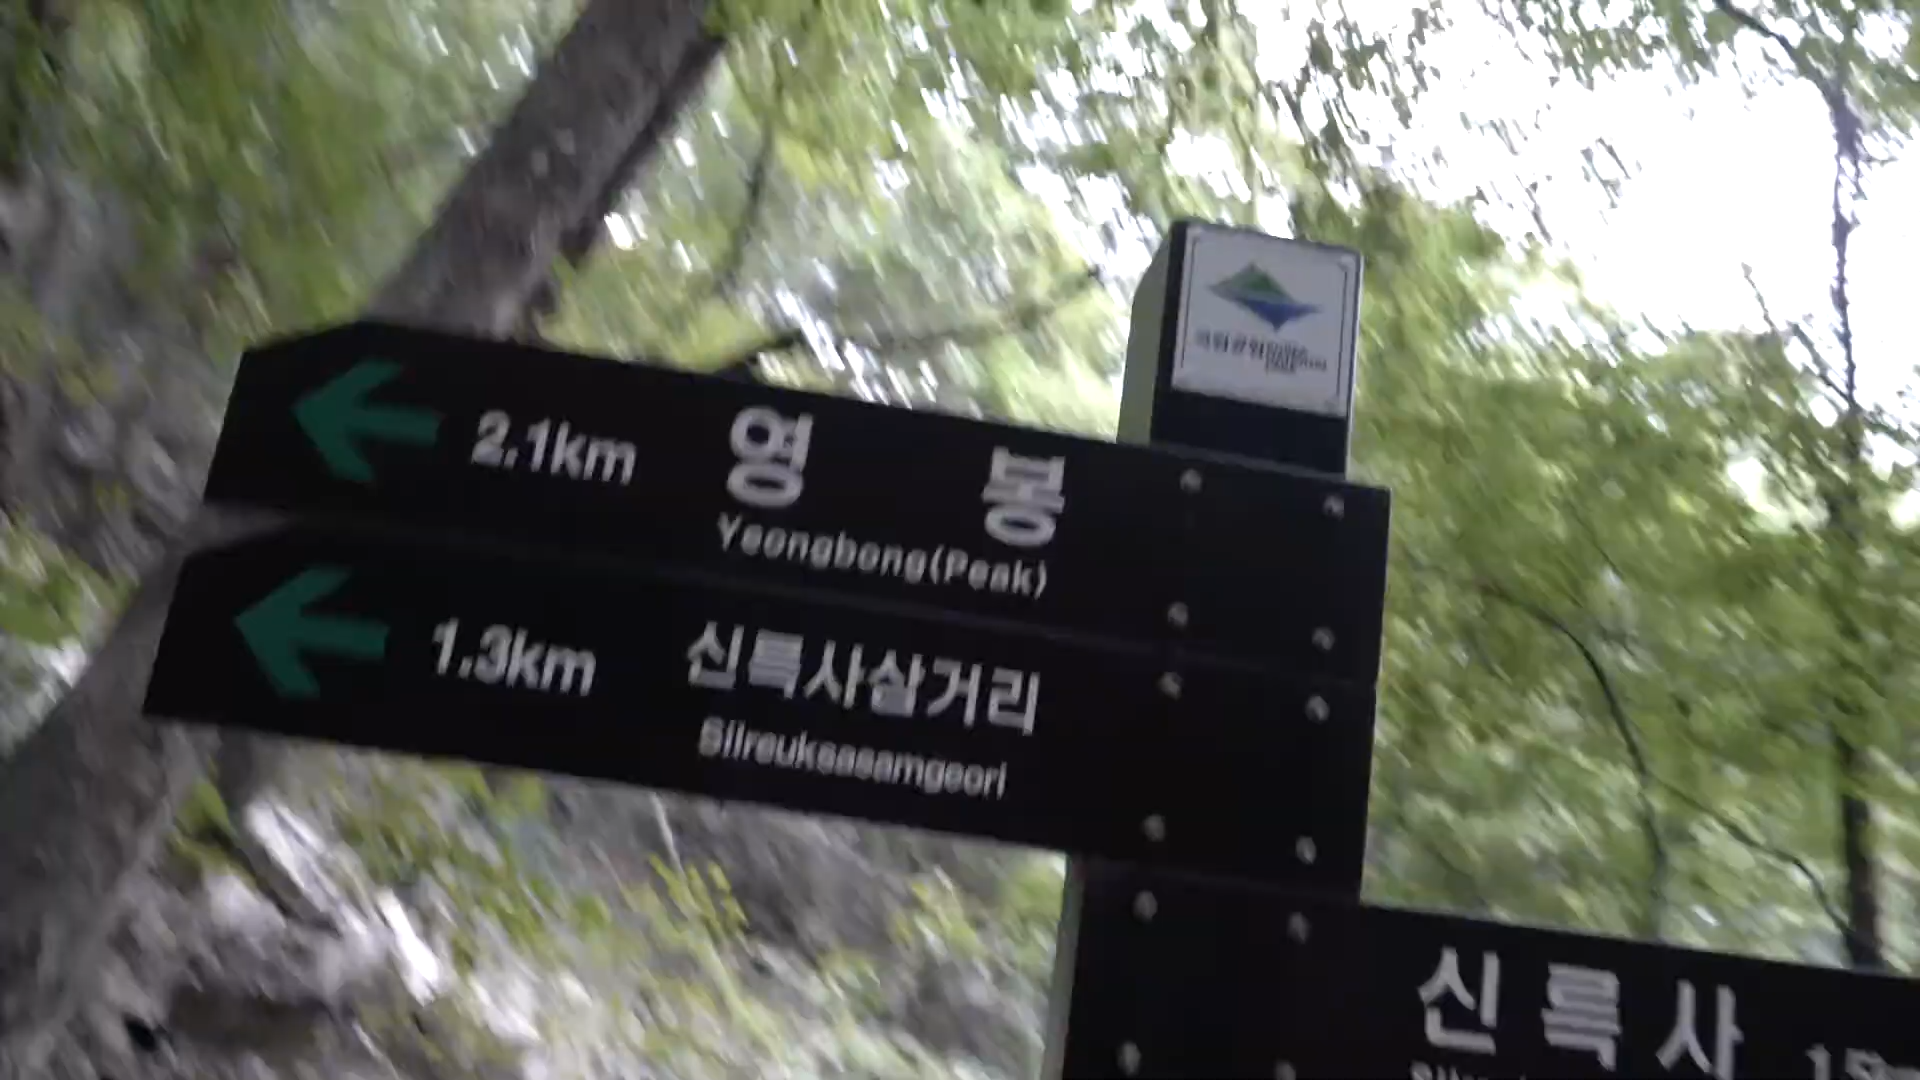 2.1km 영 봉
Yeongbong(Peak)
1.3km 신륵사삼거리
Silreuksasamgeori
신 륵 사